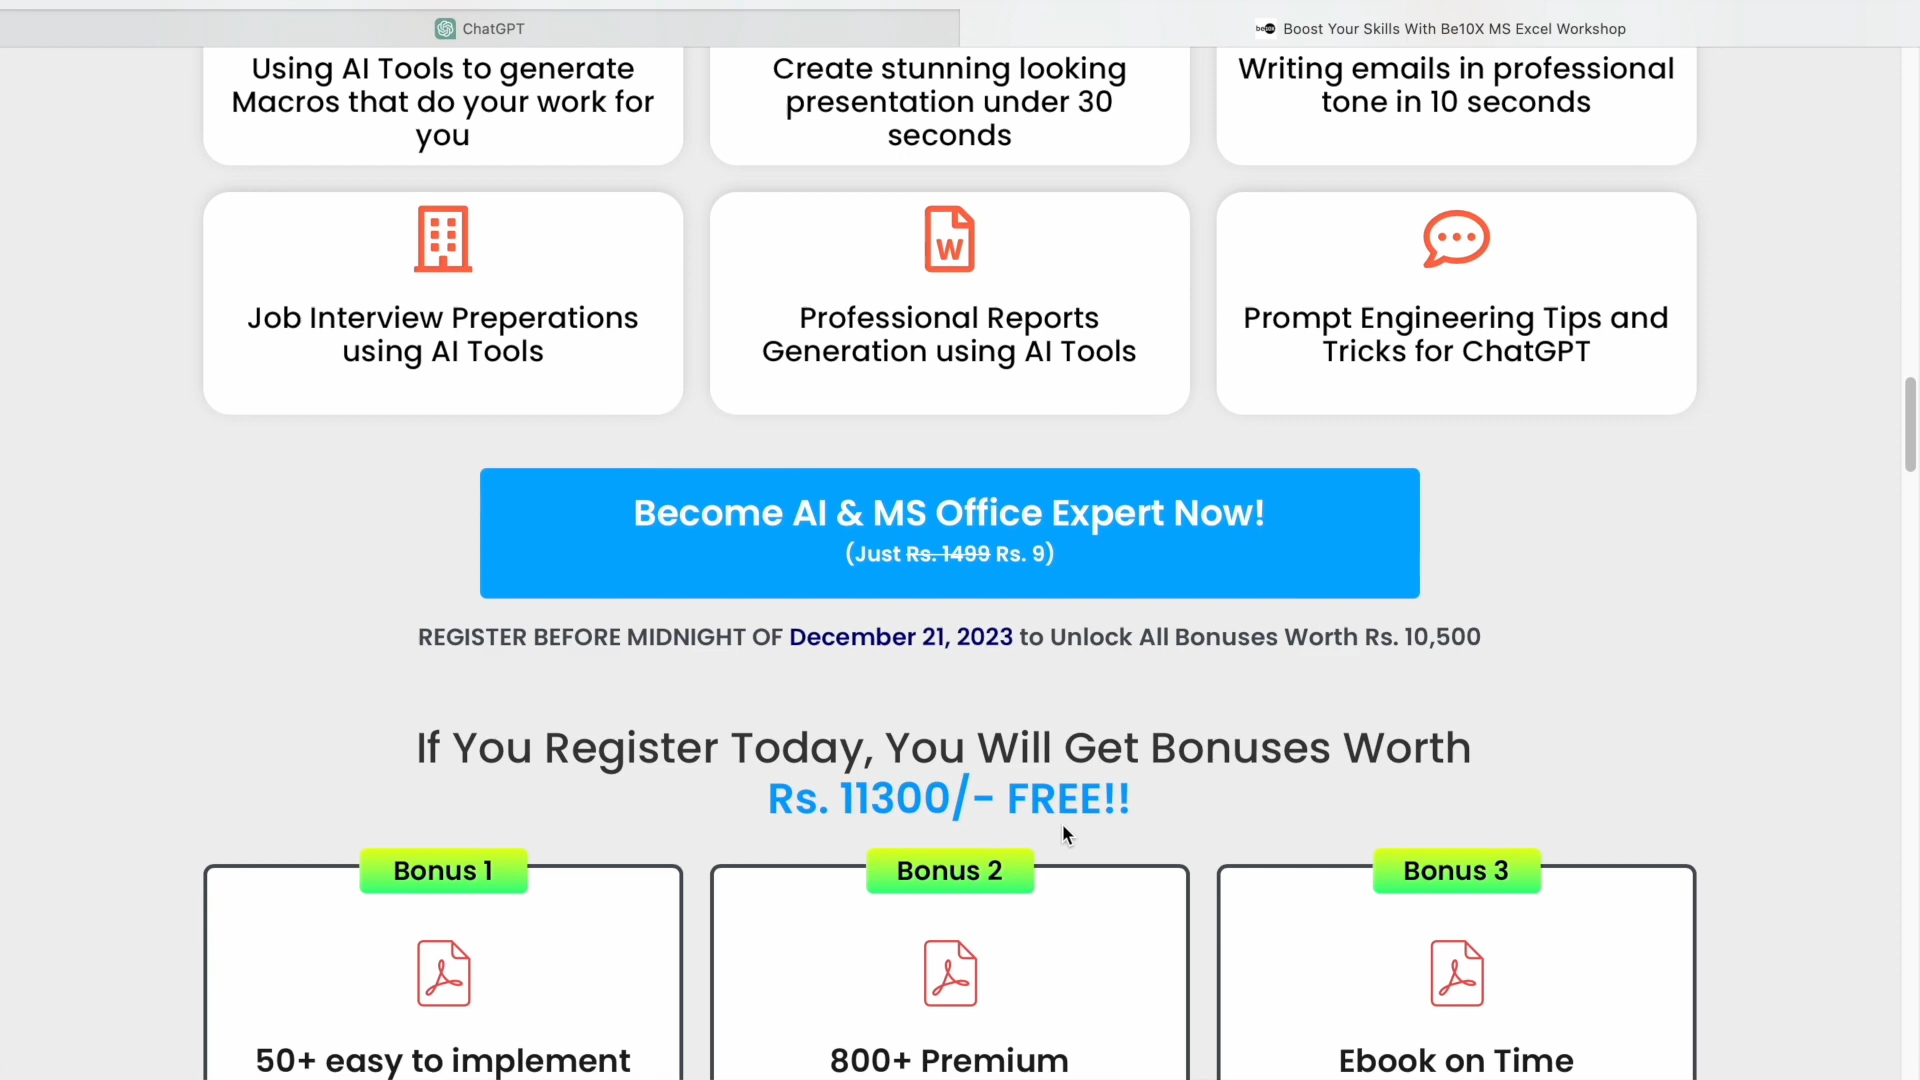 ChatGPT
be10x Boost Your Skills With Be10X MS Excel Workshop
Using AI Tools to generate
Macros that do your work for
you
Create stunning looking
presentation under 30
seconds
Writing emails in professional
tone in 10 seconds
Job Interview Preperations
using AI Tools
W
Professional Reports
Generation using AI Tools
Prompt Engineering Tips and
Tricks for ChatGPT
Become AI & MS Office Expert Now!
(Just Rs. 1499 Rs. 9)
REGISTER BEFORE MIDNIGHT OF December 21, 2023 to Unlock All Bonuses Worth Rs. 10,500
If You Register Today, You Will Get Bonuses Worth
Rs. 11300/- FREE!!
Bonus 1
50+ easy to implement
Bonus 2
800+ Premium
Bonus 3
Ebook on Time